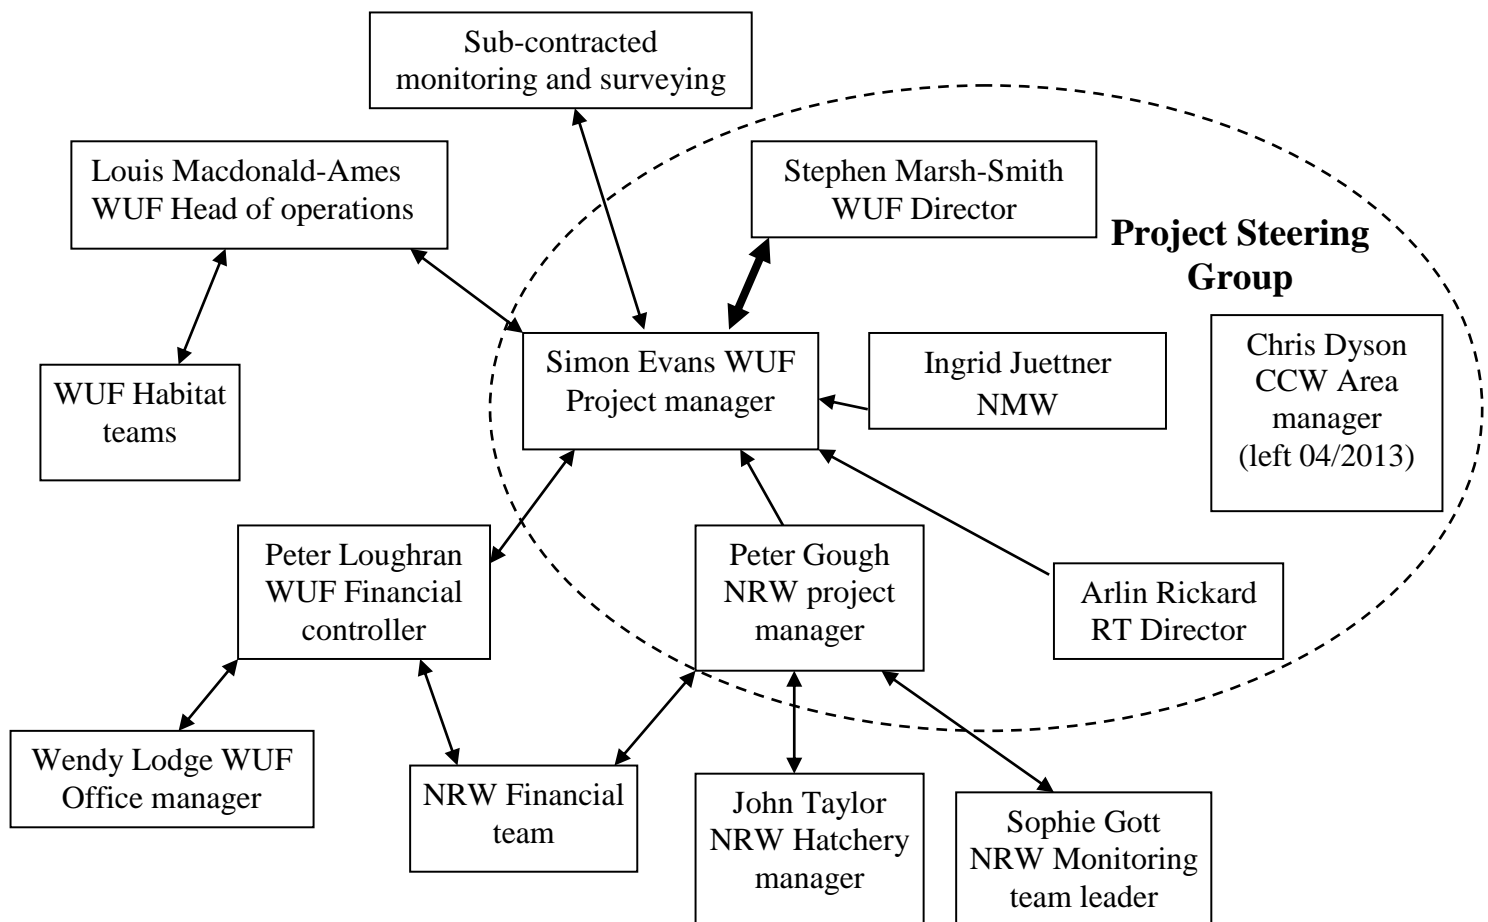 Sub-contracted
monitoring and surveying
Louis Macdonald-Ames
WUF Head of operations
Stephen Marsh-Smith
WUF Director
Project Steering
Group
Simon Evans WUF
Project manager
Ingrid Juettner
NMW
Chris Dyson
CCW Area
manager
(left 04/2013)
WUF Habitat
teams
Peter Loughran
WUF Financial
controller
Peter Gough
NRW project
manager
Arlin Rickard
RT Director
Wendy Lodge WUF
Office manager
NRW Financial
team
John Taylor
NRW Hatchery
manager
Sophie Gott
NRW Monitoring
team leader